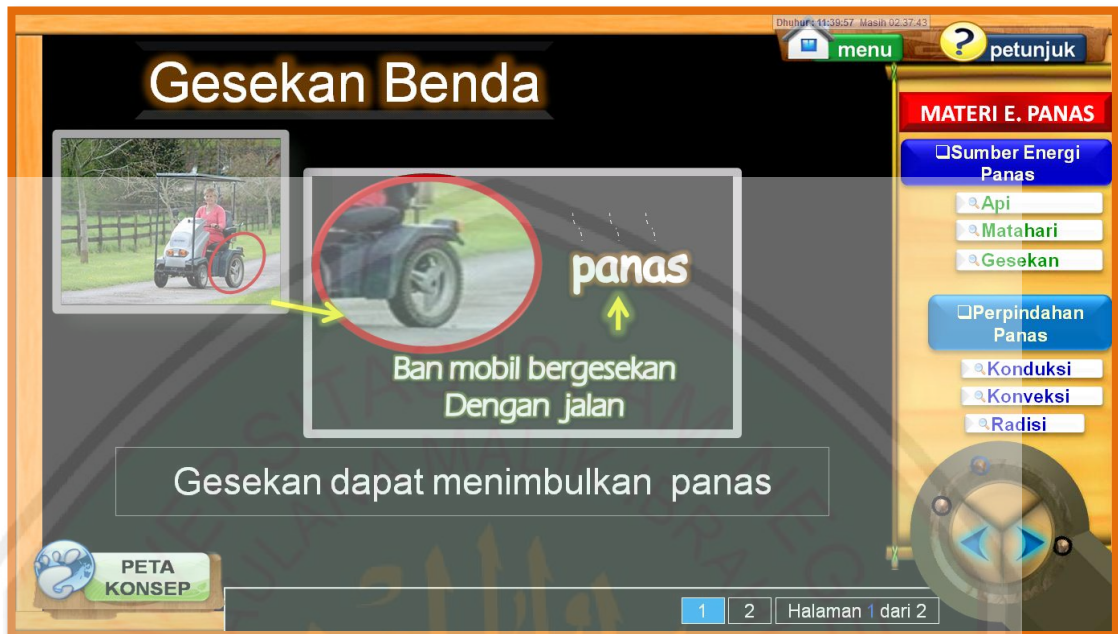 Dhuhur : 11:39:57 Masih 02:37:43
menu
petunjuk
Gesekan Benda
MATERI E. PANAS
Sumber Energi
Panas
Api
Matahari
Gesekan
panas
Ban mobil bergesekan
Dengan jalan
Perpindahan
Panas
Konduksi
Konveksi
Radisi
Gesekan dapat menimbulkan panas
PETA
KONSEP
1 2 Halaman 1 dari 2